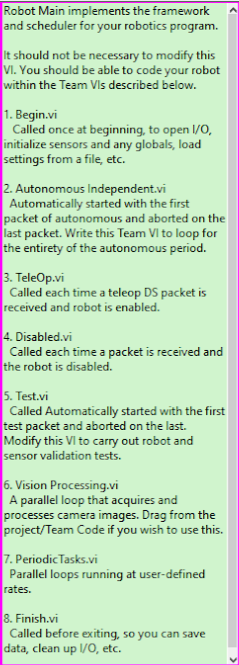 Robot Main implements the framework
and scheduler for your robotics program.
It should not be necessary to modify this
VI. You should be able to code your robot
within the Team VIs described below.
1. Begin.vi
Called once at beginning, to open I/O,
initialize sensors and any globals, load
settings from a file, etc.
2. Autonomous Independent.vi
Automatically started with the first
packet of autonomous and aborted on the
last packet. Write this Team VI to loop for
the entirety of the autonomous period.
3. TeleOp.vi
Called each time a teleop DS packet is
received and robot is enabled.
4. Disabled.vi
Called each time a packet is received and
the robot is disabled.
5. Test.vi
Called Automatically started with the first
test packet and aborted on the last.
Modify this VI to carry out robot and
sensor validation tests.
6. Vision Processing.vi
A parallel loop that acquires and
processes camera images. Drag from the
project/Team Code if you wish to use this.
7. PeriodicTasks.vi
Parallel loops running at user-defined
rates.
8. Finish.vi
Called before exiting, so you can save
data, clean up I/O, etc.